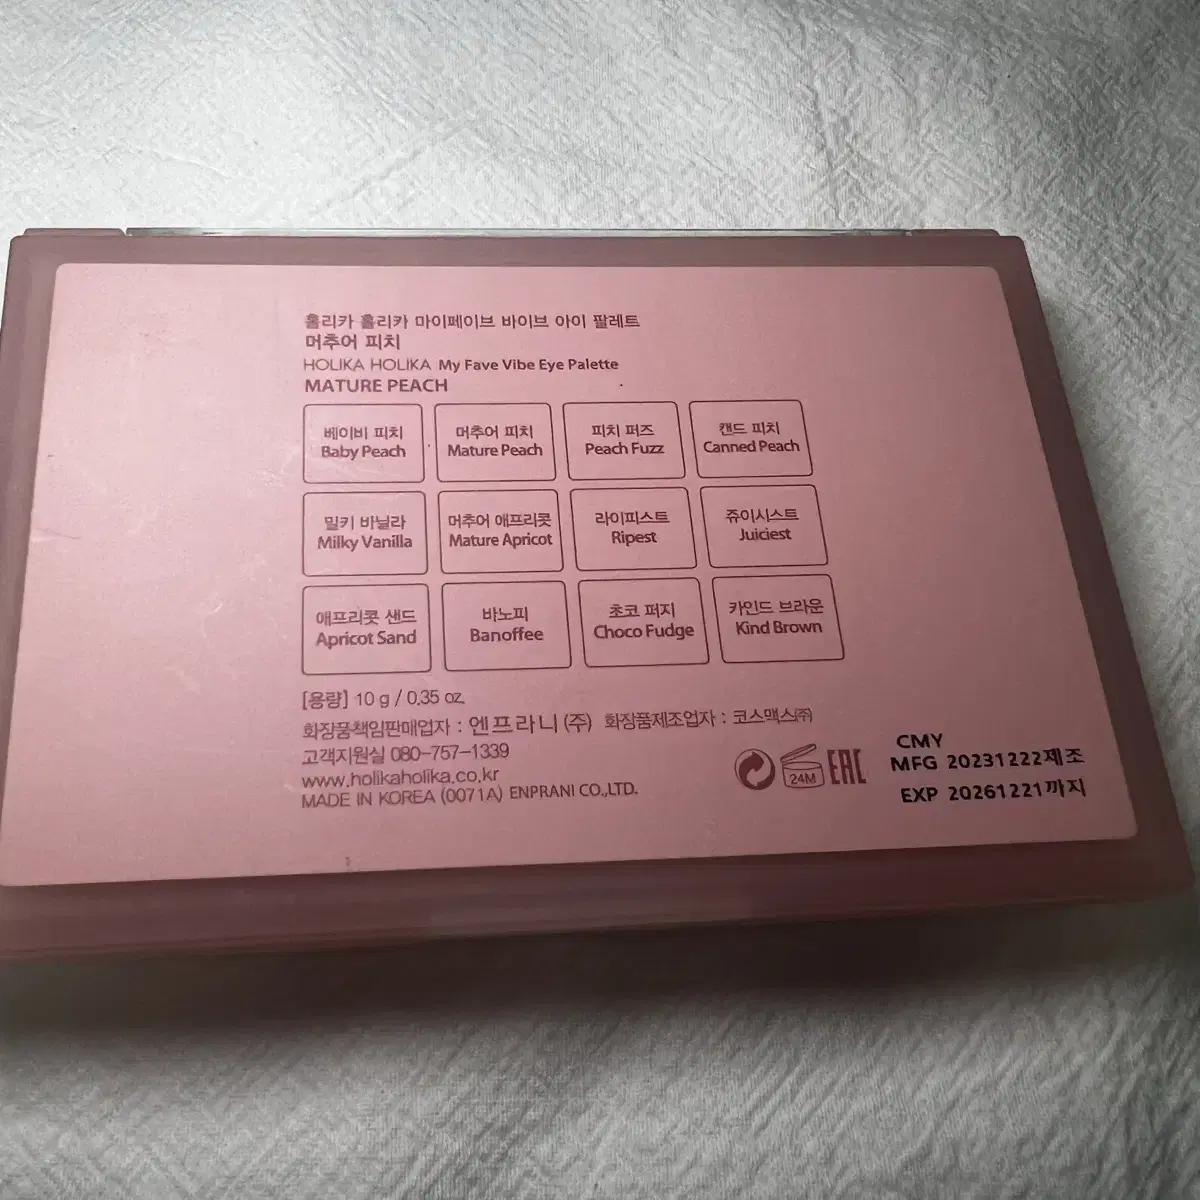 홀리카 홀리카 마이페이브 바이브 아이 팔레트
머추어 피치
HOLIKA HOLIKA My Fave Vibe Eye Palette
MATURE PEACH
베이비 피치
Baby Peach
머추어 피치
Mature Peach
피치 퍼즈
Peach Fuzz
캔드 피치
Canned Peach
밀키 바닐라
Milky Vanilla
머추어 애프리콧
Mature Apricot
라이피스트
Ripest
쥬이시스트
Juiciest
애프리콧 샌드
Apricot Sand
바노피
Banoffee
초코 퍼지
Choco Fudge
카인드 브라운
Kind Brown
[용량] 10 g / 0.35 oz.
화장품책임판매업자 : 엔프라니 (주) 화장품제조업자 : 코스맥스㈜
고객지원실 080-757-1339
www.holikaholika.co.kr
MADE IN KOREA (0071A) ENPRANI CO.,LTD.
24M
EAC
CMY
MFG 20231222제조
EXP 20261221까지